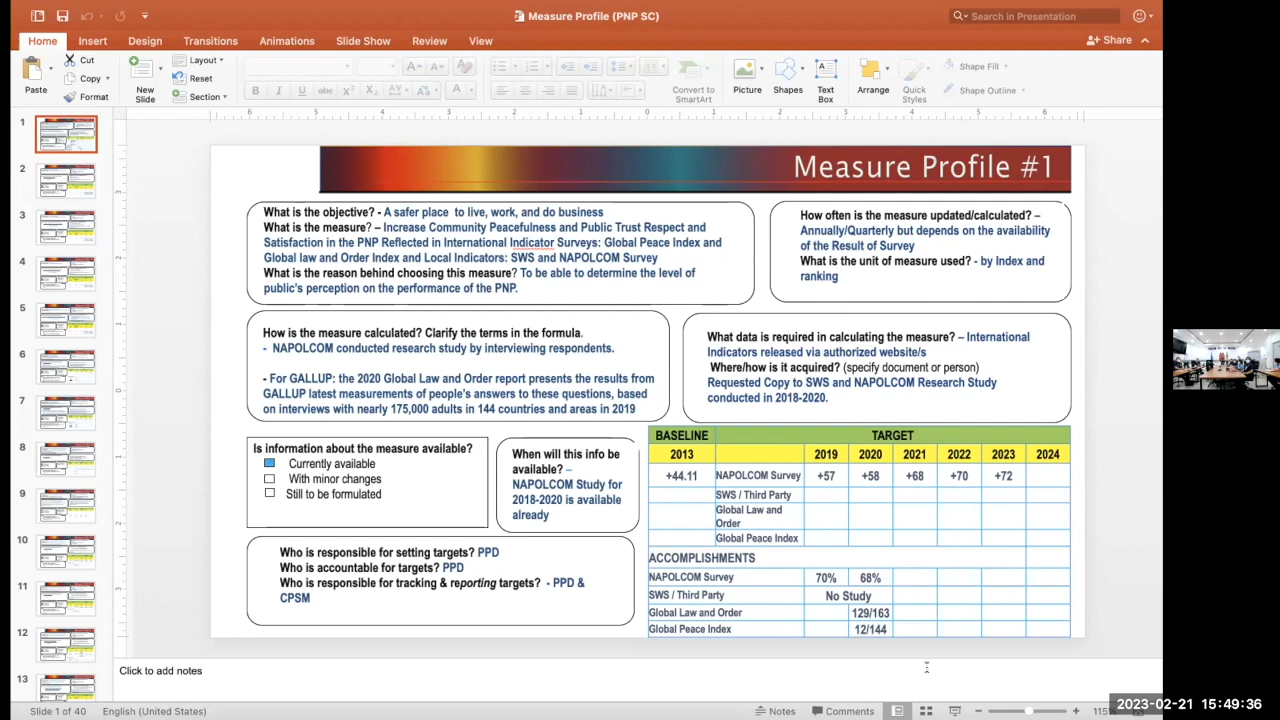 Measure Profile (PNP SC)
Search in Presentation
Home Insert Design Transitions Animations Slide Show Review View
Share
Paste
Cut
Copy
Format
New
Slide
Layout
Reset
Section
Convert to
SmartArt
Picture
Shapes
Text
Box
Arrange
Quick
Styles
Shape Fill
Shape Outline
Measure Profile #1
What is the objective? - A safer place to live, work, and do business
What is the measure? – Increase Community Peacefulness and Public Trust Respect and
Satisfaction in the PNP Reflected in International Indicator Surveys: Global Peace Index and
Global law and Order Index and Local Indicators: SWS and NAPOLCOM Survey
What is the intent behind choosing this measure? To be able to determine the level of
public's perception on the performance of the PNP.
How often is the measure updated/calculated? –
Annually/Quarterly but depends on the availability
of the Result of Survey
What is the unit of measure used? - by Index and
ranking
How is the measure calculated? Clarify the terms in the formula.
- NAPOLCOM conducted research study by interviewing respondents.
- For GALLUP: the 2020 Global Law and Order report presents the results from
GALLUP latest measurements of people's answers to these questions, based
on interviews with nearly 175,000 adults in 144 countries and areas in 2019
What data is required in calculating the measure? – International
Indicators released via authorized website/s
Where/how is it acquired? (specify document or person)
Requested Copy to SWS and NAPOLCOM Research Study
conducted in 2018-2020.
Is information about the measure available?
Currently available
With minor changes
Still to be formulated
When will this info be
available? –
NAPOLCOM Study for
2018-2020 is available
already
Who is responsible for setting targets? PPD
Who is accountable for targets? PPD
Who is responsible for tracking & reporting targets? - PPD &
CPSM
BASELINE TARGET
2013 2019 2020 2021 2022 2023 2024
+44.11 NAPOLCOM Survey +57 +58 +68 +70 +72
SWS / Third Party
Global Law and
Order
Global Peace Index
ACCOMPLISHMENTS
NAPOLCOM Survey 70% 68%
SWS / Third Party No Study
Global Law and Order 129/163
Global Peace Index 12/144
1
2
3
4
5
6
7
8
9
10
11
12
13
Click to add notes
Slide 1 of 40 English (United States) Notes Comments 115%
2023-02-21 15:49:36